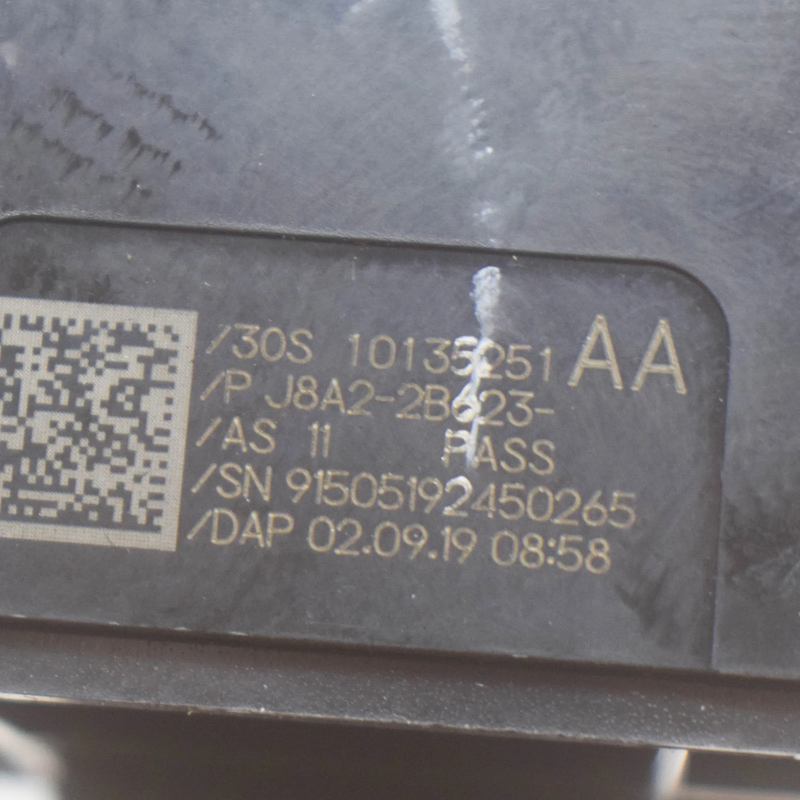 /30S 10135251 AA
/P J8A2-2B623-
/AS 11 PASS
/SN 91505192450265
/DAP 02.09.19 08:58